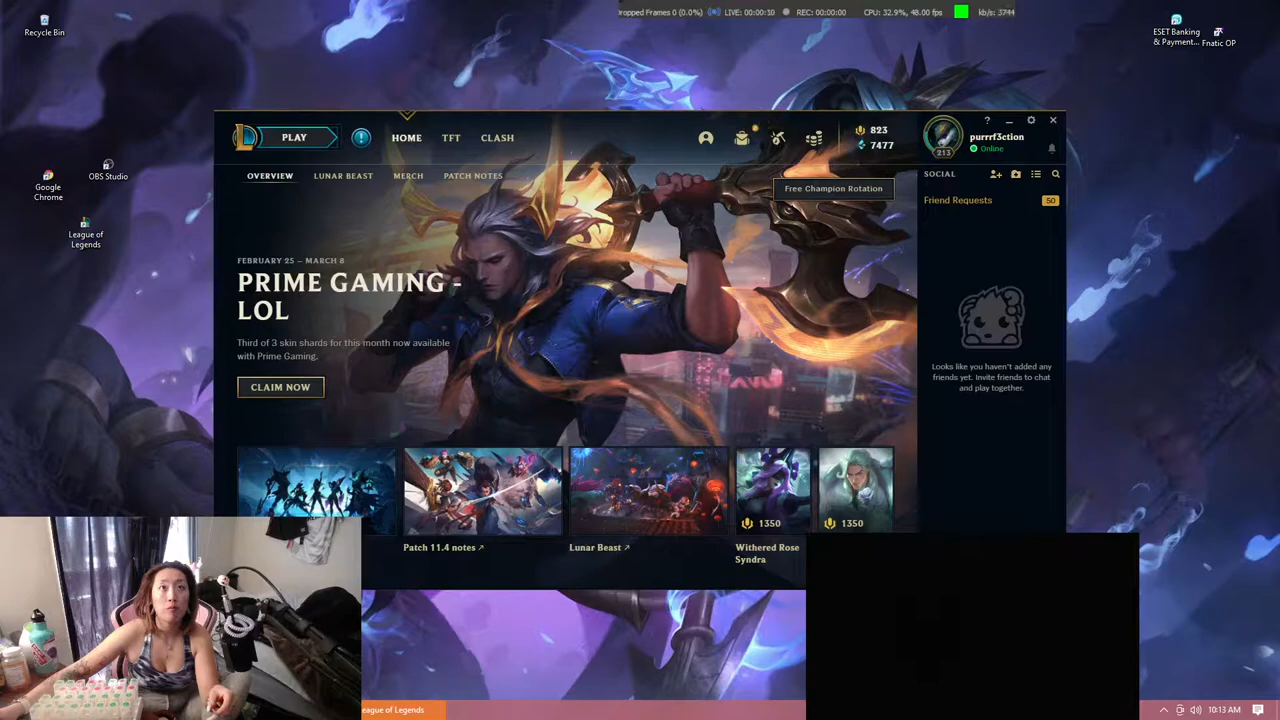 Dropped Frames 0 (0.0%) LIVE: 00:00:30 REC: 00:00:00 CPU: 32.9%, 48.00 fps kb/s: 3744
Recycle Bin
ESET Banking
& Payment...
Fnatic OP
Google
Chrome
OBS Studio
League of
Legends
PLAY
HOME
TFT
CLASH
823
7477
213
?
purrrf3ction
Online
OVERVIEW
LUNAR BEAST
MERCH
PATCH NOTES
Free Champion Rotation
SOCIAL
Friend Requests
50
FEBRUARY 25 — MARCH 8
PRIME GAMING -
LOL
Third of 3 skin shards for this month now available
with Prime Gaming.
CLAIM NOW
Looks like you haven't added any
friends yet. Invite friends to chat
and play together.
1350
1350
Patch 11.4 notes
Lunar Beast
Withered Rose
Syndra
eague of Legends
10:13 AM